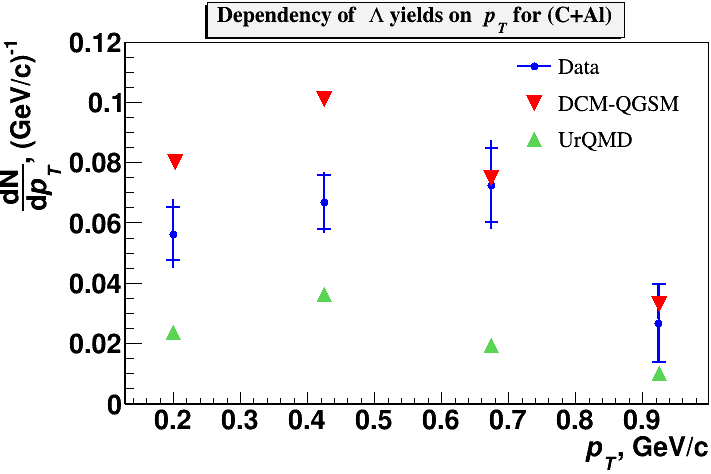 Dependency of Λ yields on p_T for (C+Al)
dN/dp_T, (GeV/c)^-1
0.12
0.1
0.08
0.06
0.04
0.02
0
Data
DCM-QGSM
UrQMD
0.2 0.3 0.4 0.5 0.6 0.7 0.8 0.9
p_T, GeV/c